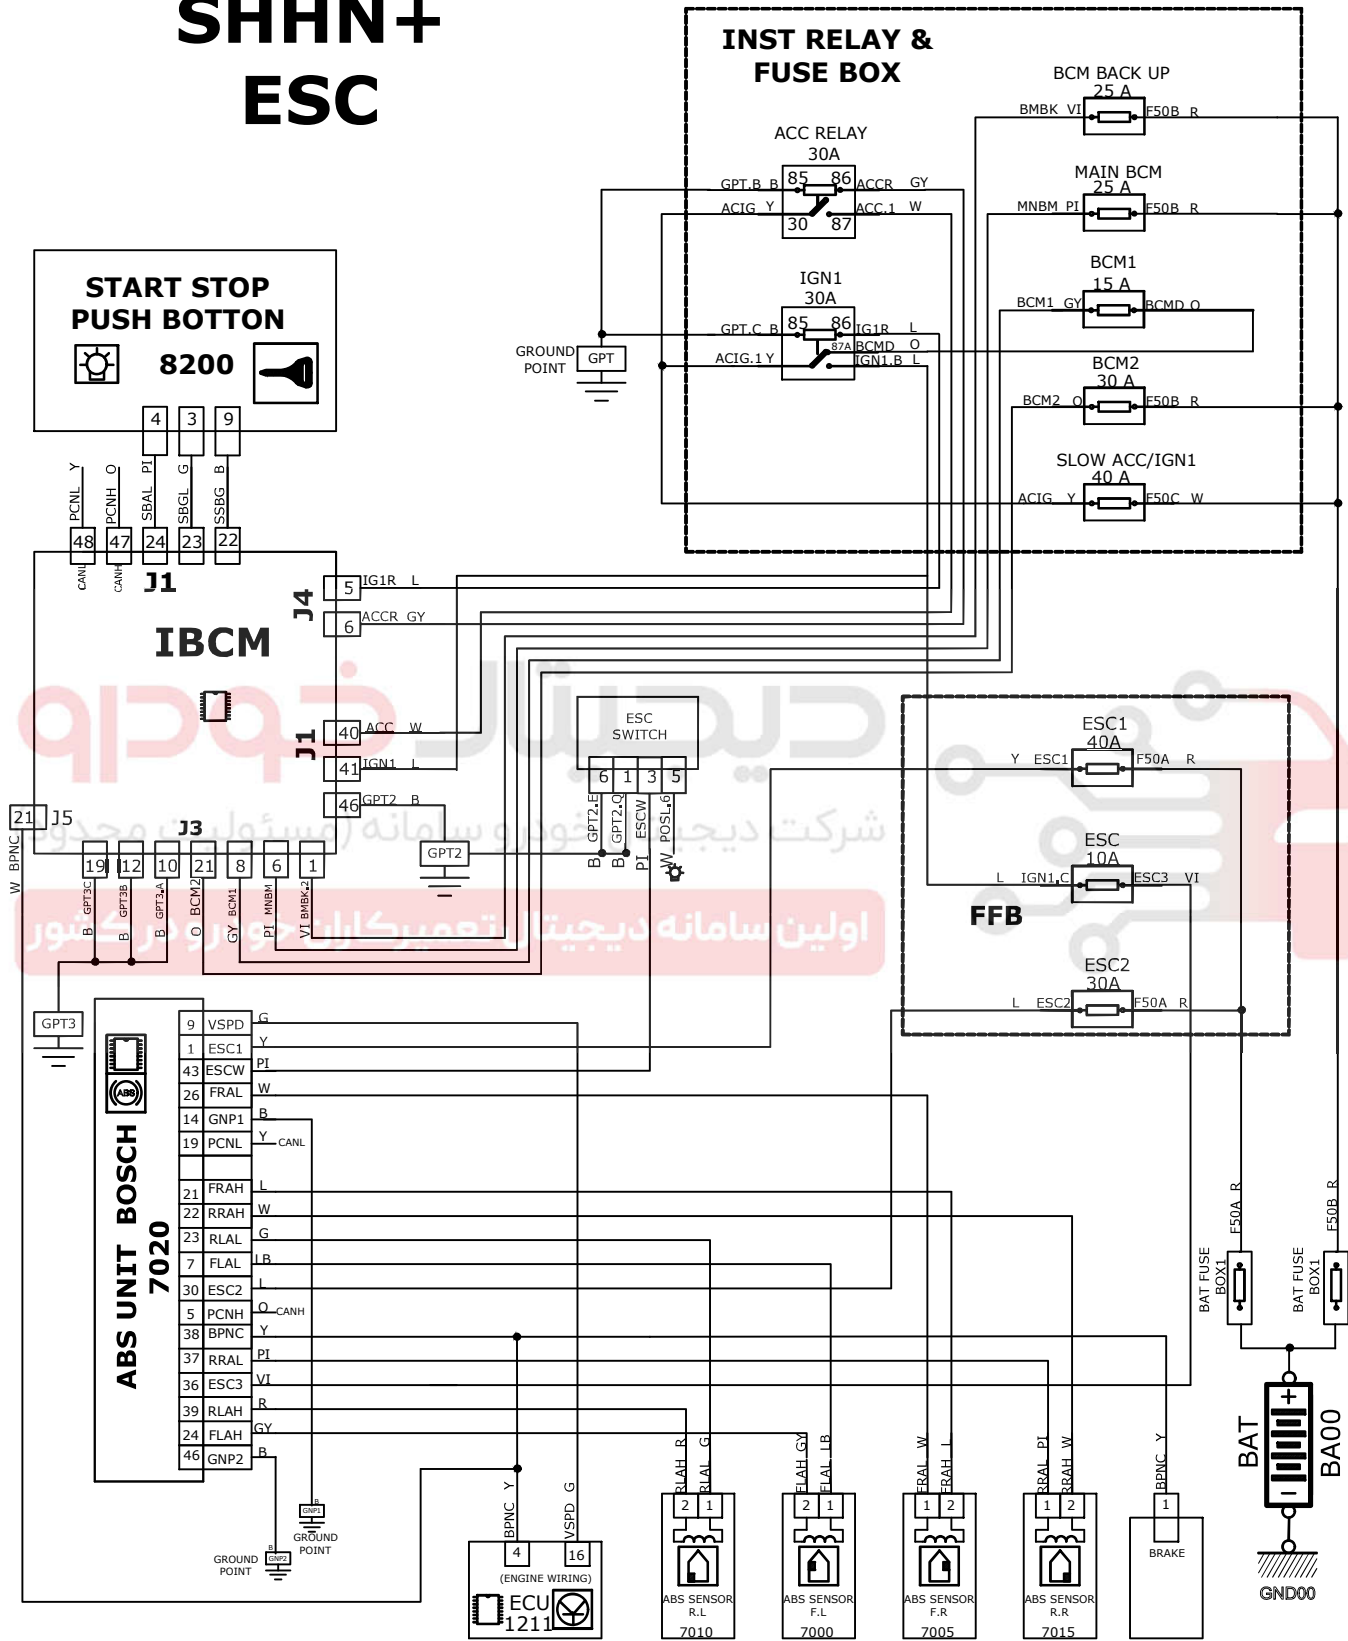 SHHN+
ESC
INST RELAY &
FUSE BOX
BCM BACK UP
25 A
BMBK VI
F50B R
ACC RELAY
30A
85 86
GPT.B B
ACCR GY
ACIG Y
ACC.1 W
30 87
MAIN BCM
25 A
MNBM PI
F50B R
IGN1
30A
85 86
GPT.C B
IG1R L
87A
BCMD O
ACIG.1 Y
IGN1.B L
BCM1
15 A
BCM1 GY
BCMD O
BCM2
30 A
BCM2 O
F50B R
SLOW ACC/IGN1
40 A
ACIG Y
F50C W
GROUND
POINT
GPT
START STOP
PUSH BOTTON
8200
4 3 9
PCNL Y
PCNH O
SBAL PI
SBGL G
SSBG B
48 47 24 23 22
CANL
CANH
J1
IBCM
J4
5 IG1R L
6 ACCR GY
J1
40 ACC W
41 IGN1 L
46 GPT2 B
21 J5
J3
19 12 10 21 8 6 1
W BPNC
B GPT3C
B GPT3B
B GPT3.A
O BCM2
GY BCM1
PI MNBM
VI BMBK.2
GPT2
GPT3
ESC
SWITCH
6 1 3 5
B GPT2.E
B GPT2.Q
PI ESCW
W POSL.6
دیجیتال خودرو
شرکت دیجیتال خودرو سامانه (مسئولیت محدود)
اولین سامانه دیجیتال تعمیرکاران خودرو در کشور
ESC1
40A
Y ESC1
F50A R
ESC
10A
L IGN1.C
ESC3 VI
FFB
ESC2
30A
L ESC2
F50A R
ABS UNIT BOSCH
7020
ABS
9 VSPD G
1 ESC1 Y
43 ESCW PI
26 FRAL W
14 GNP1 B
19 PCNL Y CANL
21 FRAH L
22 RRAH W
23 RLAL G
7 FLAL LB
30 ESC2 L
5 PCNH O CANH
38 BPNC Y
37 RRAL PI
36 ESC3 VI
39 RLAH R
24 FLAH GY
46 GNP2 B
B
GNP1
GROUND
POINT
B
GNP2
GROUND
POINT
BPNC Y
VSPD G
4 16
(ENGINE WIRING)
ECU
1211
RLAH R
RLAL G
2 1
ABS SENSOR
R.L
7010
FLAH GY
FLAL LB
2 1
ABS SENSOR
F.L
7000
FRAL W
FRAH L
1 2
ABS SENSOR
F.R
7005
RRAL PI
RRAH W
1 2
ABS SENSOR
R.R
7015
BPNC Y
1
BRAKE
F50A R
F50B R
BAT FUSE
BOX1
BAT FUSE
BOX1
BAT
+
−
BA00
GND00